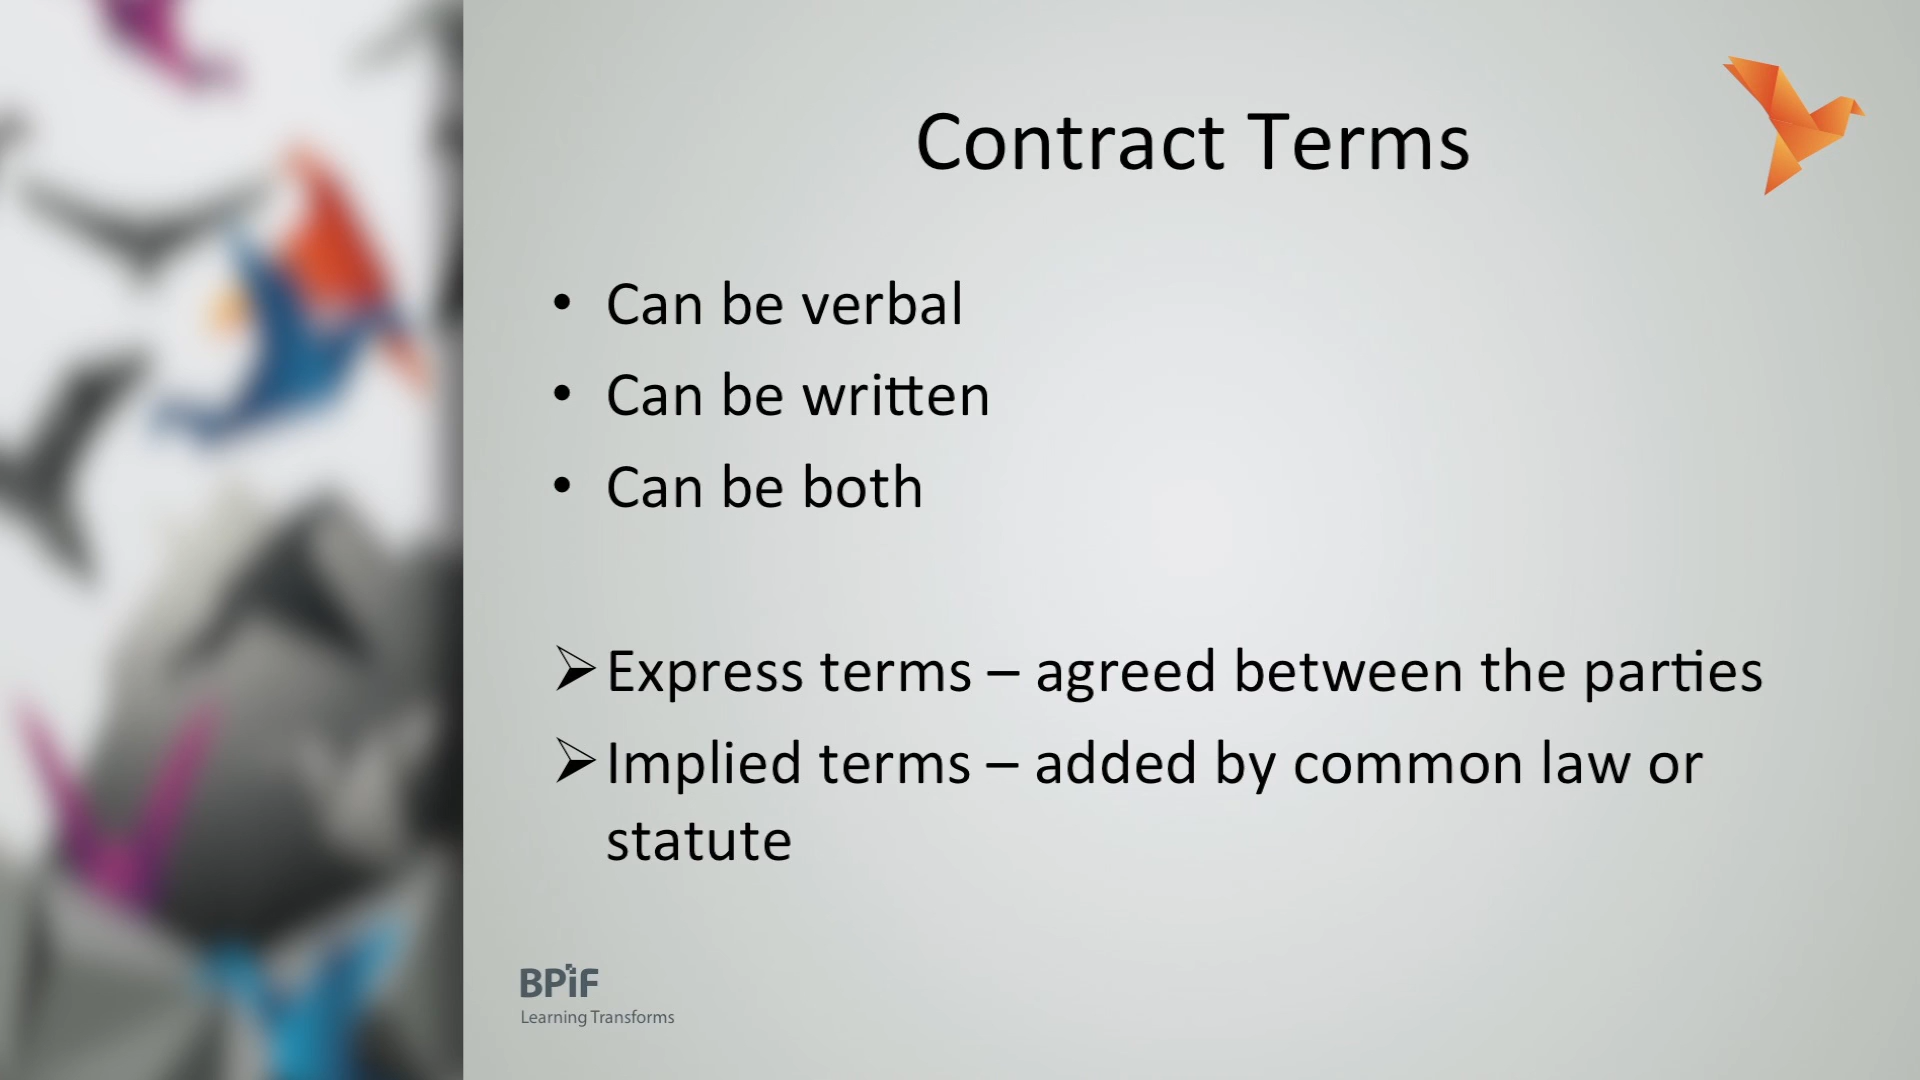 Contract Terms
• Can be verbal
• Can be written
• Can be both
➢ Express terms – agreed between the parties
➢ Implied terms – added by common law or
statute
BPiF
Learning Transforms